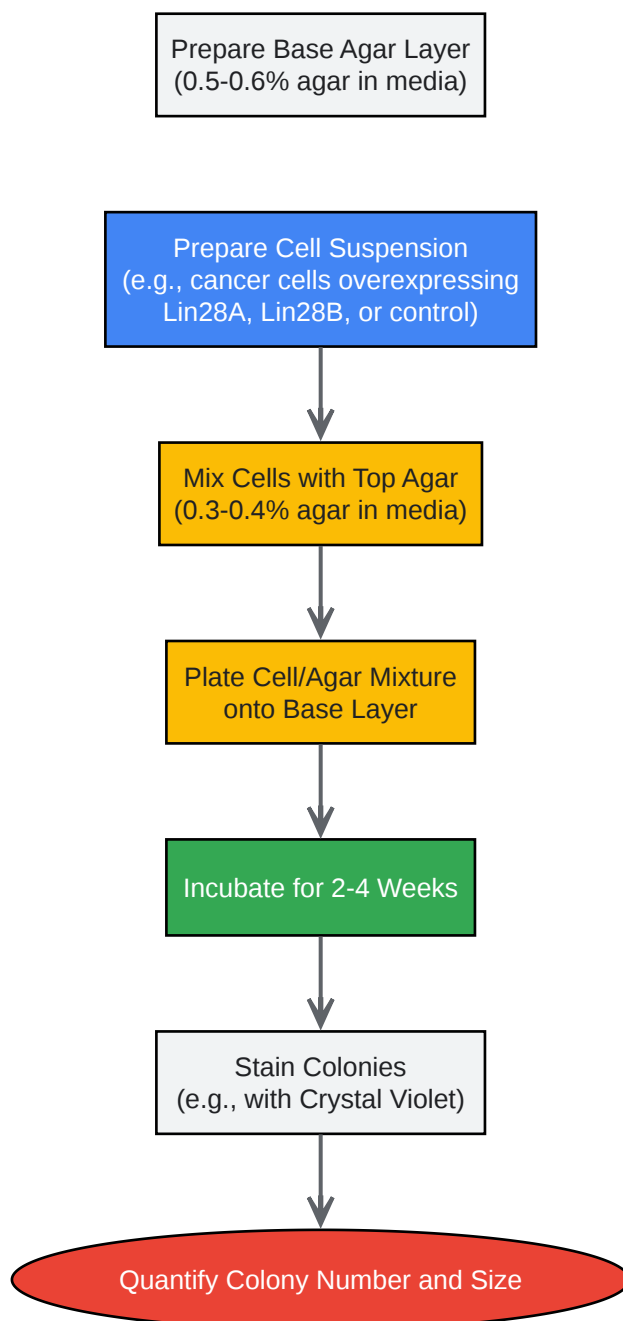 Prepare Base Agar Layer
(0.5-0.6% agar in media)
Prepare Cell Suspension
(e.g., cancer cells overexpressing
Lin28A, Lin28B, or control)
Mix Cells with Top Agar
(0.3-0.4% agar in media)
Plate Cell/Agar Mixture
onto Base Layer
Incubate for 2-4 Weeks
Stain Colonies
(e.g., with Crystal Violet)
Quantify Colony Number and Size